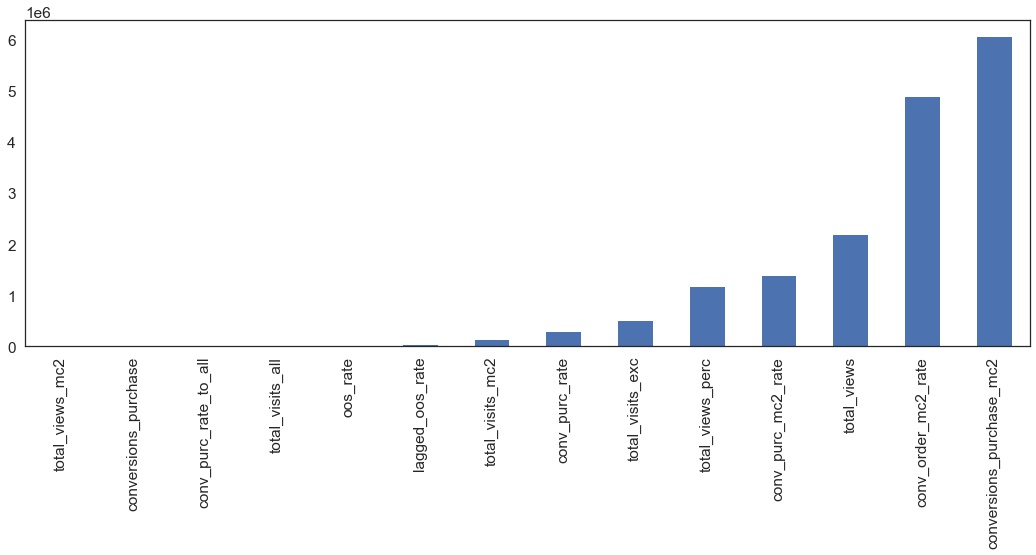 1e6
6
5
4
3
2
1
0
total_views_mc2
conversions_purchase
conv_purc_rate_to_all
total_visits_all
oos_rate
lagged_oos_rate
total_visits_mc2
conv_purc_rate
total_visits_exc
total_views_perc
conv_purc_mc2_rate
total_views
conv_order_mc2_rate
conversions_purchase_mc2